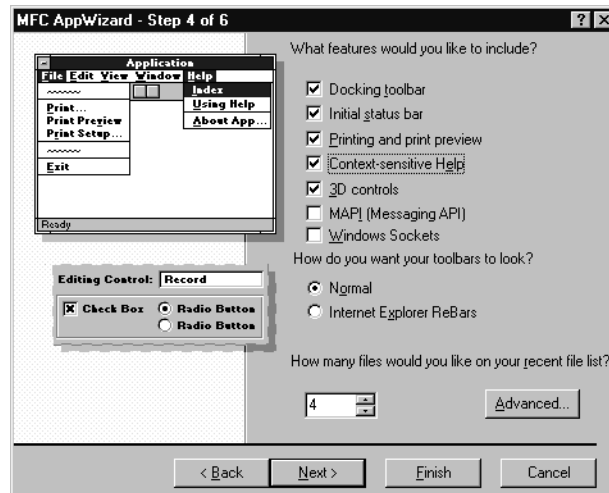 MFC AppWizard - Step 4 of 6
Application
File Edit View Window Help
Print...
Print Preview
Print Setup...
Exit
Index
Using Help
About App...
Ready
Editing Control: Record
Check Box
Radio Button
Radio Button
What features would you like to include?
Docking toolbar
Initial status bar
Printing and print preview
Context-sensitive Help
3D controls
MAPI (Messaging API)
Windows Sockets
How do you want your toolbars to look?
Normal
Internet Explorer ReBars
How many files would you like on your recent file list?
4
Advanced...
< Back
Next >
Finish
Cancel